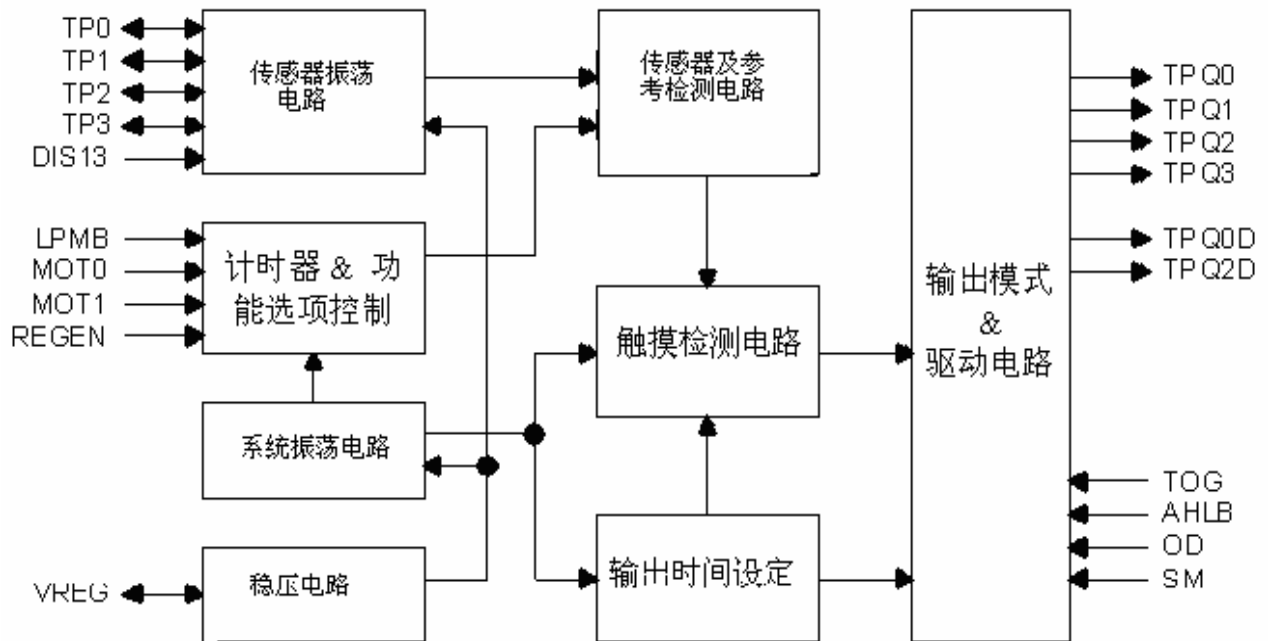 TP0
TP1
TP2
TP3
DIS13
传感器振荡
电路
传感器及参
考检测电路
TPQ0
TPQ1
TPQ2
TPQ3
TPQ0D
TPQ2D
LPMB
MOT0
MOT1
REGEN
计时器 & 功
能选项控制
触摸检测电路
输出模式
&
驱动电路
系统振荡电路
TOG
AHLB
OD
SM
VREG
稳压电路
输出时间设定